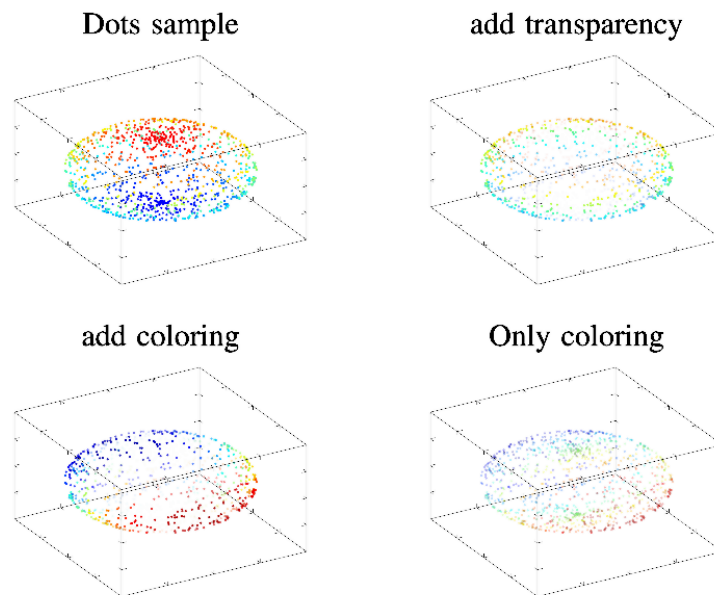 Dots sample
add transparency
add coloring
Only coloring